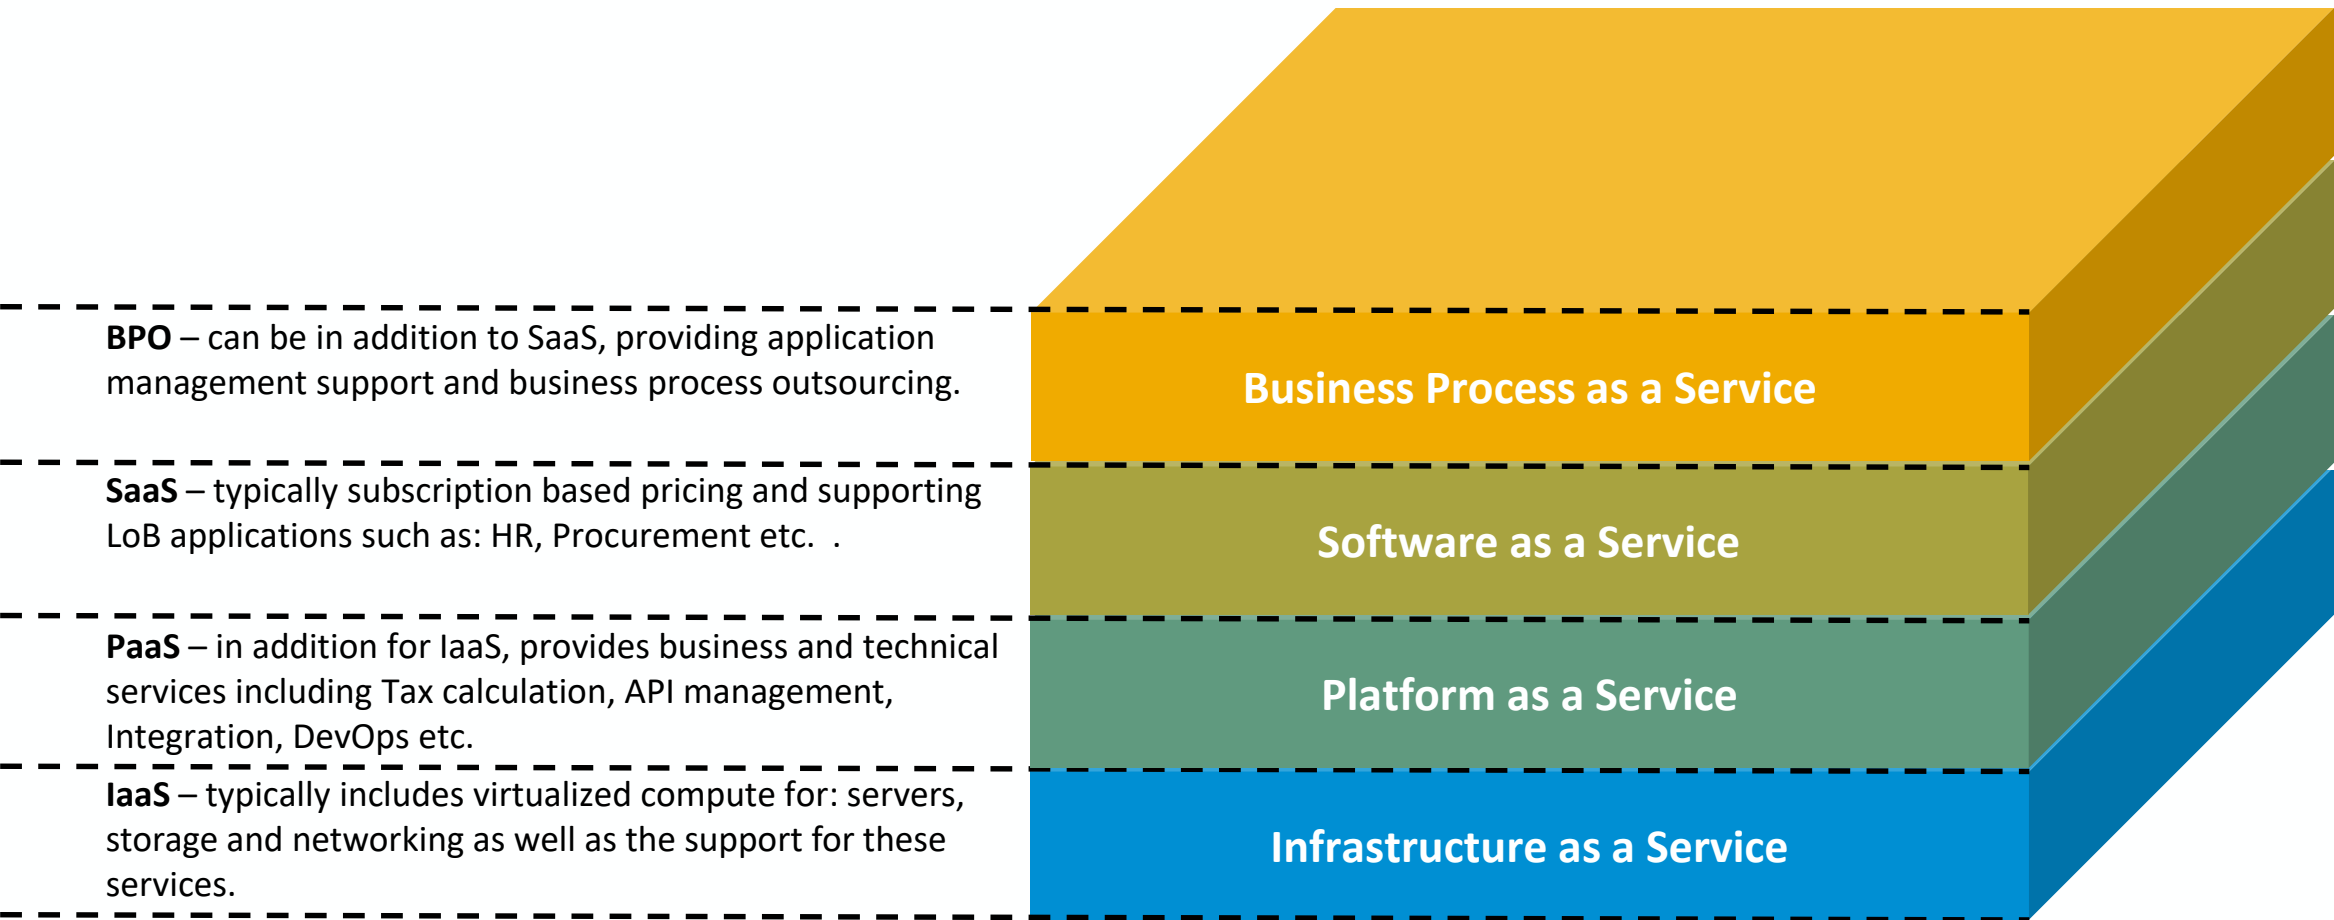 BPO – can be in addition to SaaS, providing application
management support and business process outsourcing.
Business Process as a Service
SaaS – typically subscription based pricing and supporting
LoB applications such as: HR, Procurement etc.  .
Software as a Service
PaaS – in addition for IaaS, provides business and technical
services including Tax calculation, API management,
Integration, DevOps etc.
Platform as a Service
IaaS – typically includes virtualized compute for: servers,
storage and networking as well as the support for these
services.
Infrastructure as a Service